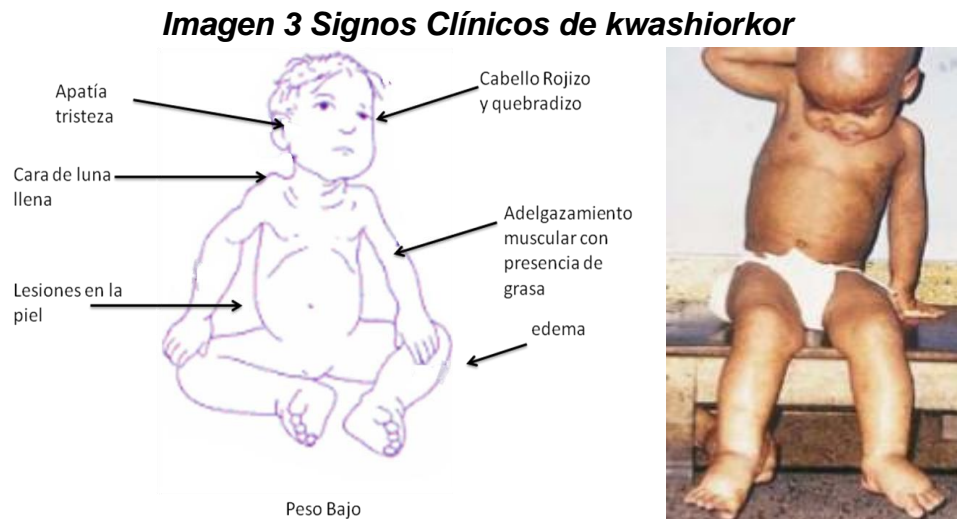 Imagen 3 Signos Clínicos de kwashiorkor
Apatía
tristeza
Cabello Rojizo
y quebradizo
Cara de luna
llena
Adelgazamiento
muscular con
presencia de
grasa
Lesiones en la
piel
edema
Peso Bajo